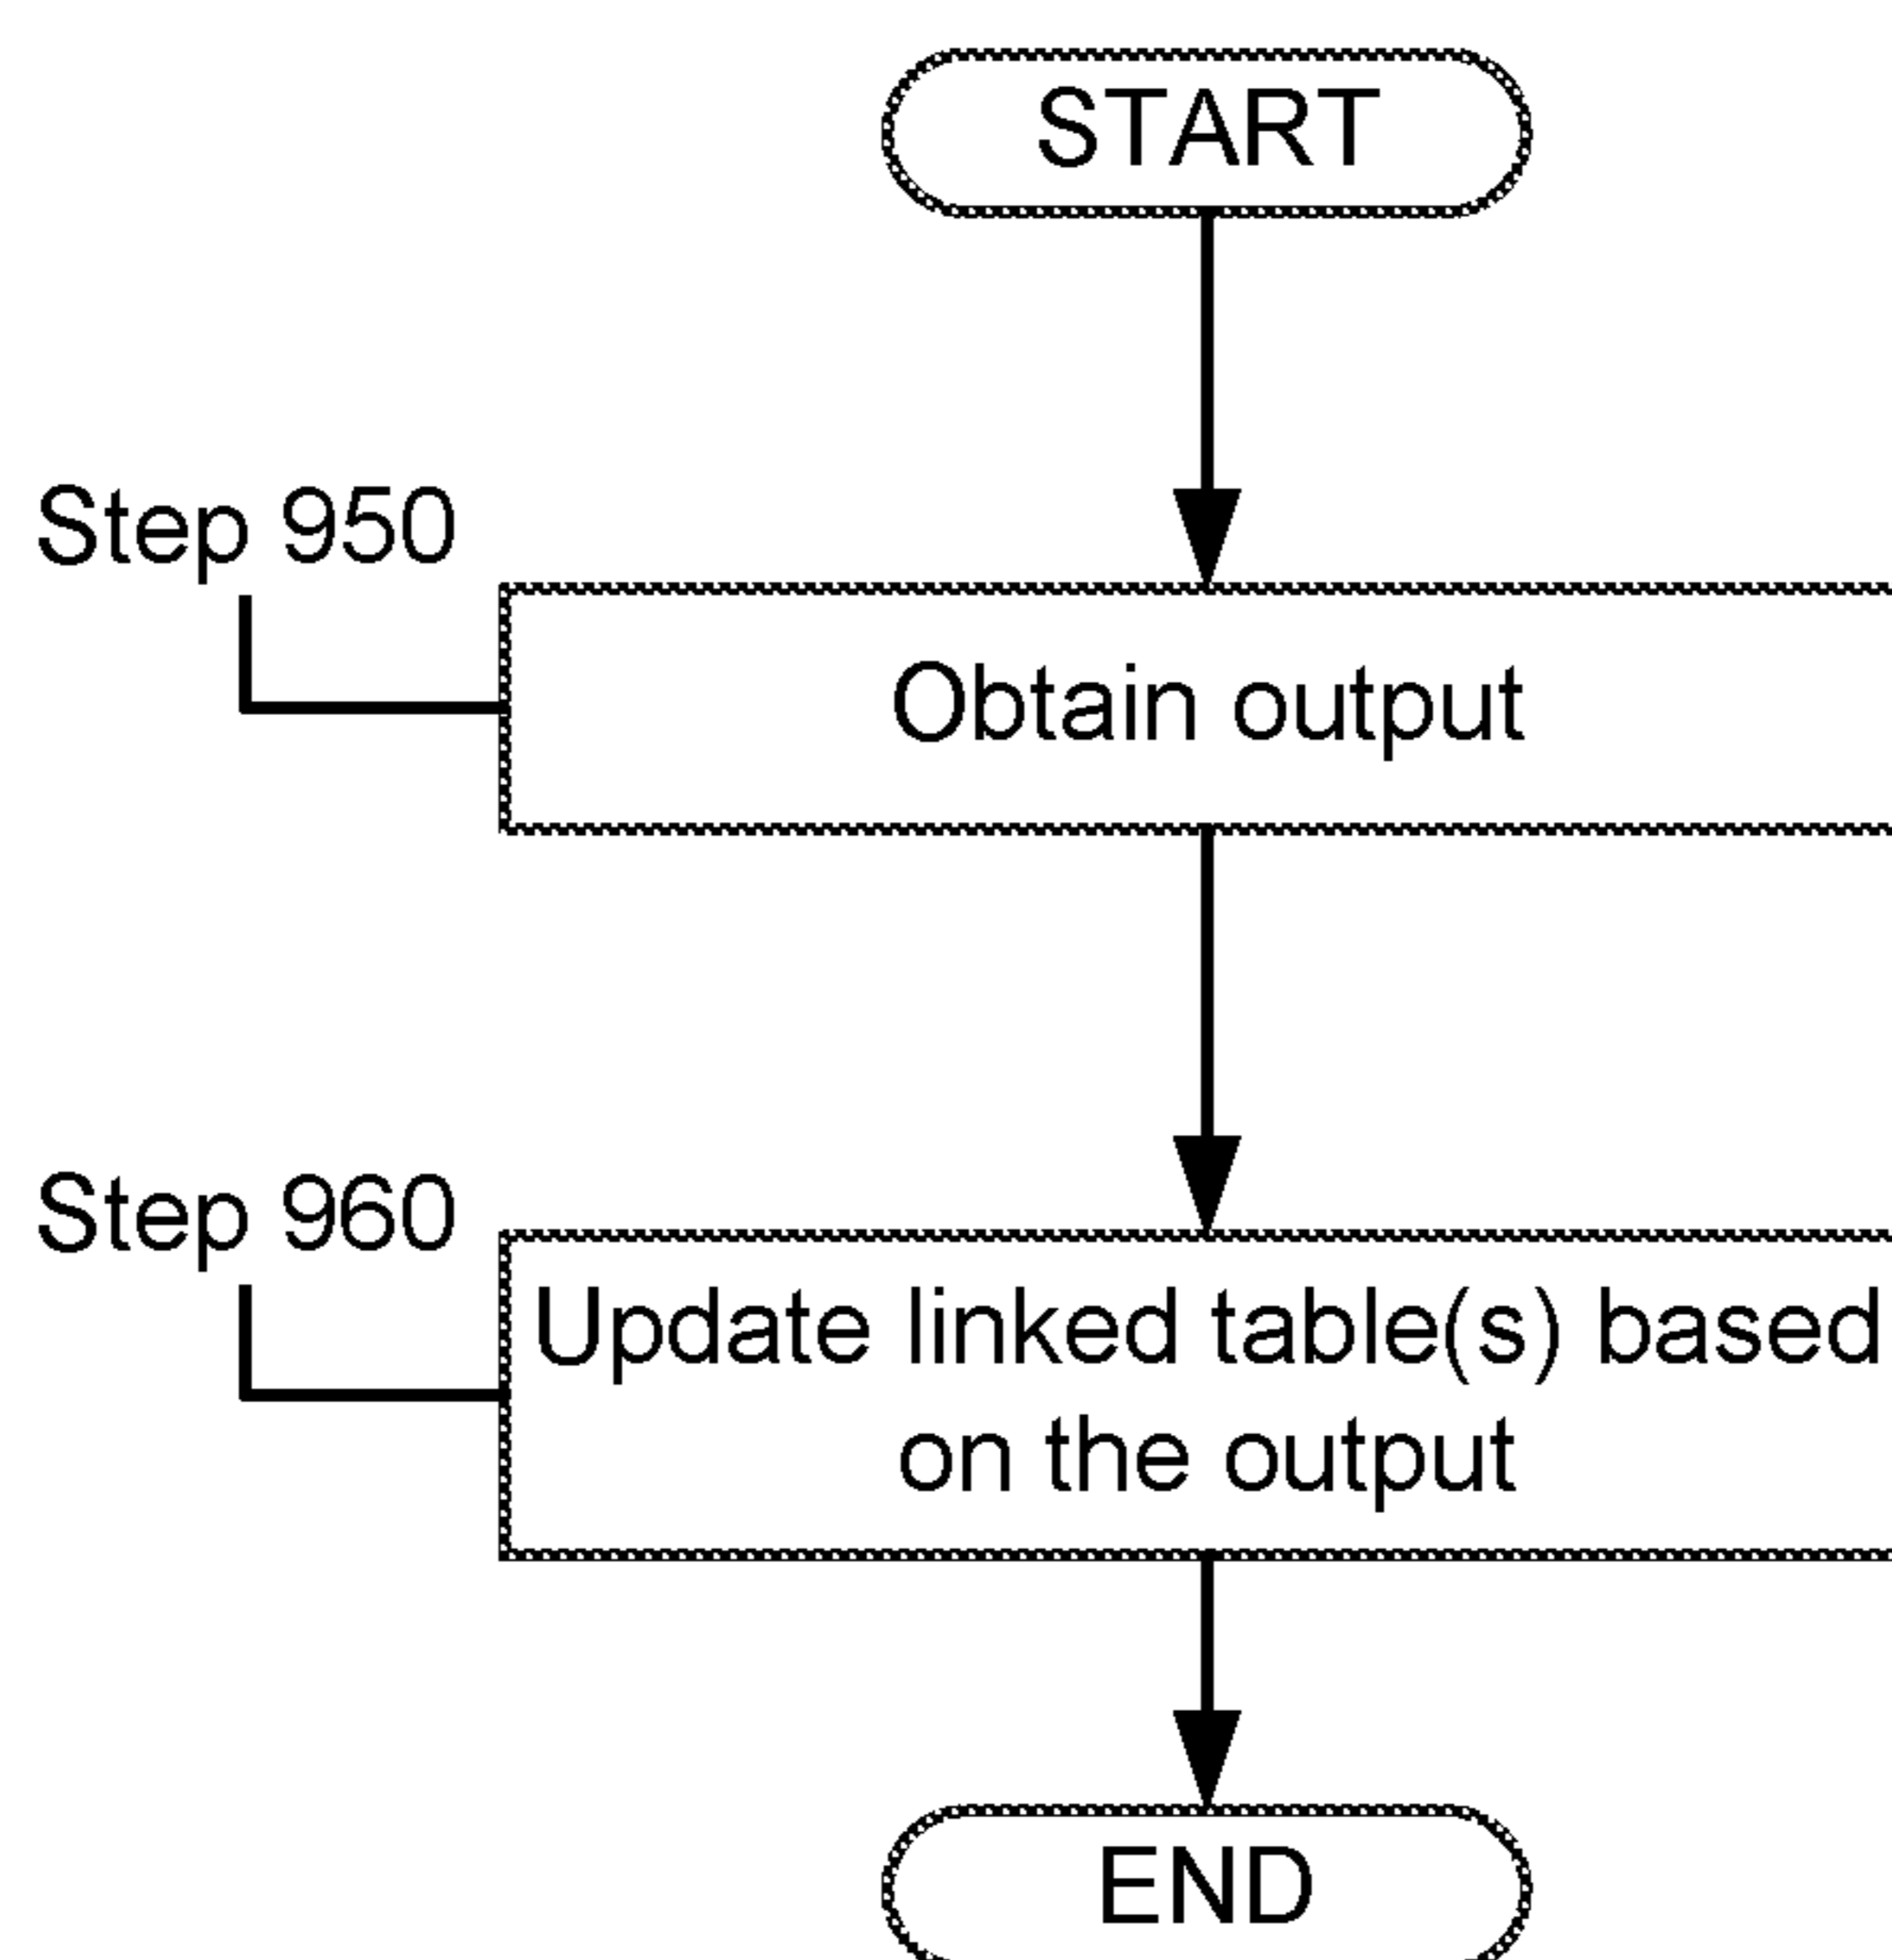 START
Step 950
Obtain output
Step 960
Update linked table(s) based
on the output
END